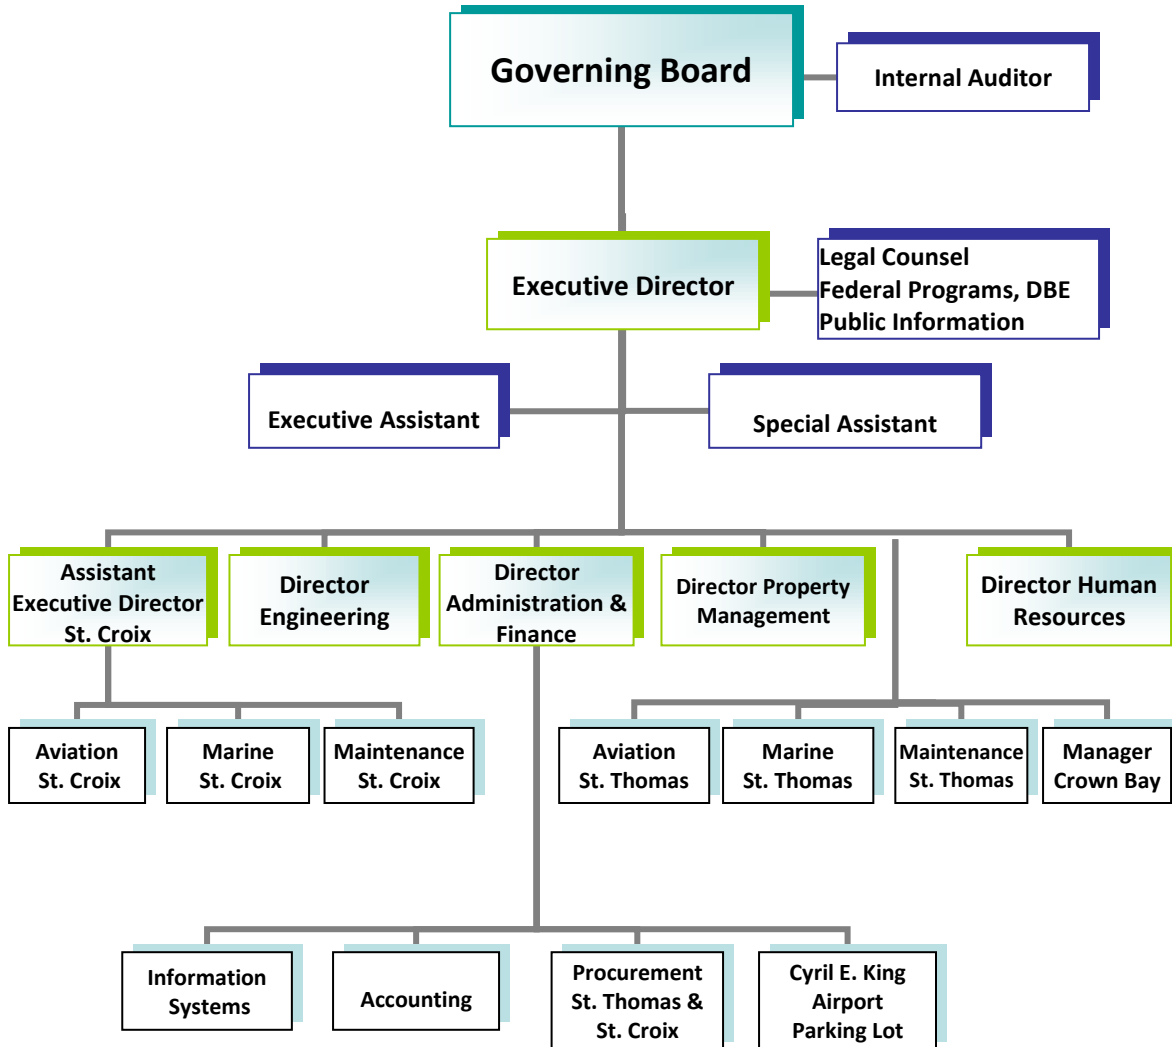 Governing Board
Internal Auditor
Executive Director
Legal Counsel
Federal Programs, DBE
Public Information
Executive Assistant
Special Assistant
Assistant
Executive Director
St. Croix
Director
Engineering
Director
Administration &
Finance
Director Property
Management
Director Human
Resources
Aviation
St. Croix
Marine
St. Croix
Maintenance
St. Croix
Aviation
St. Thomas
Marine
St. Thomas
Maintenance
St. Thomas
Manager
Crown Bay
Information
Systems
Accounting
Procurement
St. Thomas &
St. Croix
Cyril E. King
Airport
Parking Lot